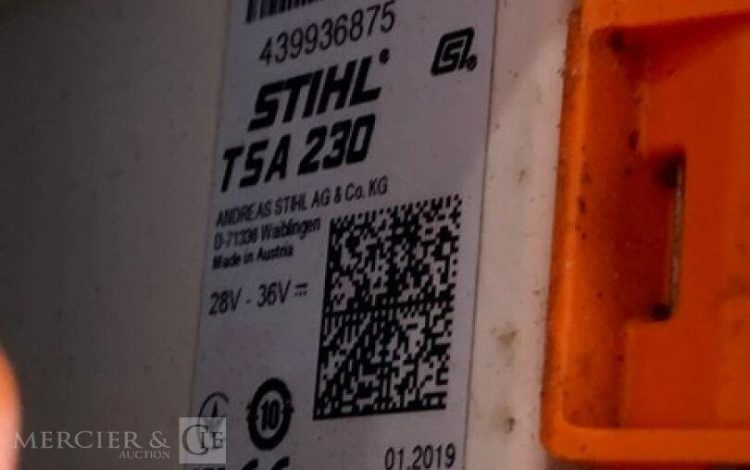 439936875
STIHL®
TSA 230
ANDREAS STIHL AG & Co. KG
D-71336 Waiblingen
Made in Austria
28V - 36V
10
01.2019
MERCIER & CIE
AUCTION